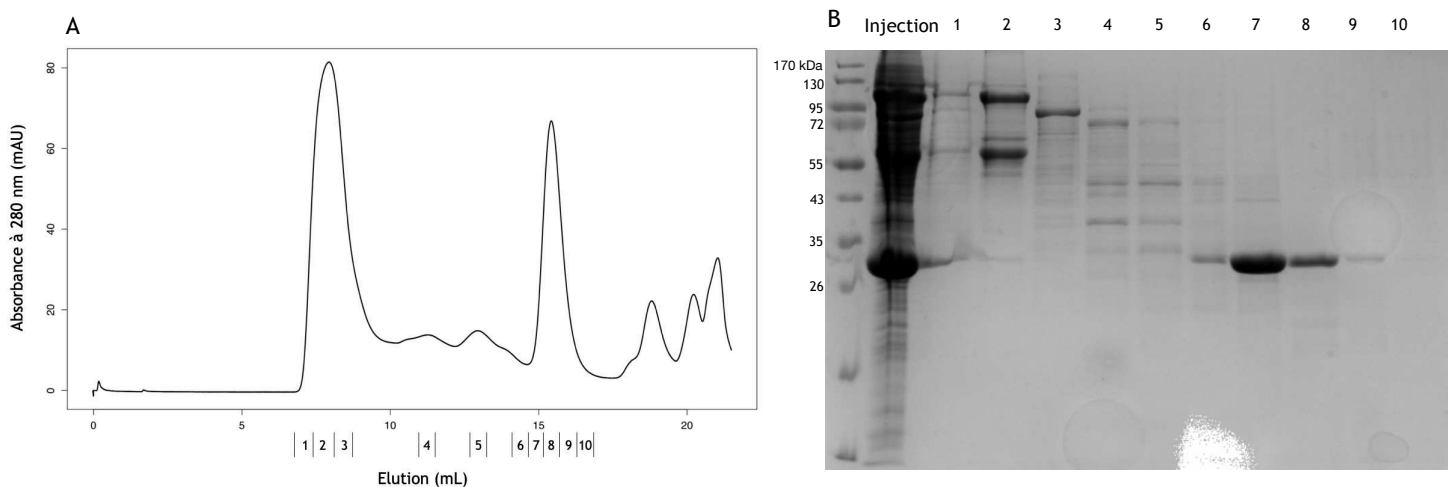 A
Absorbance à 280 nm (mAU)
80
60
40
20
0
0 5 10 15 20
1 2 3 4 5 6 7 8 9 10
Elution (mL)
B
Injection 1 2 3 4 5 6 7 8 9 10
170 kDa
130
95
72
55
43
35
26